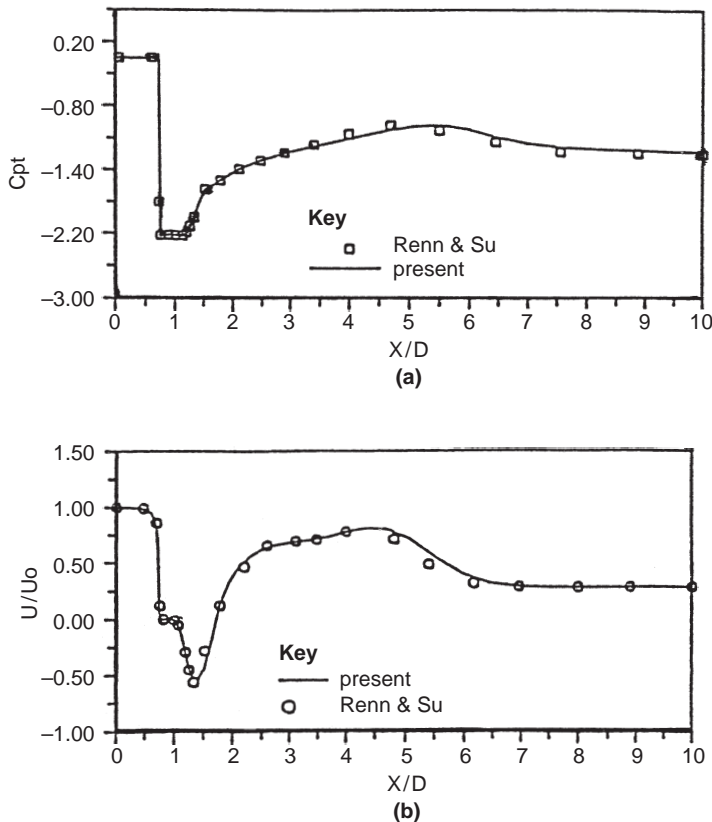 0.20
–0.80
–1.40
–2.20
–3.00
Cpt
Key
Renn & Su
present
0 1 2 3 4 5 6 7 8 9 10
X/D
(a)
1.50
1.00
0.50
0.00
–0.50
–1.00
U/Uo
Key
present
Renn & Su
0 1 2 3 4 5 6 7 8 9 10
X/D
(b)